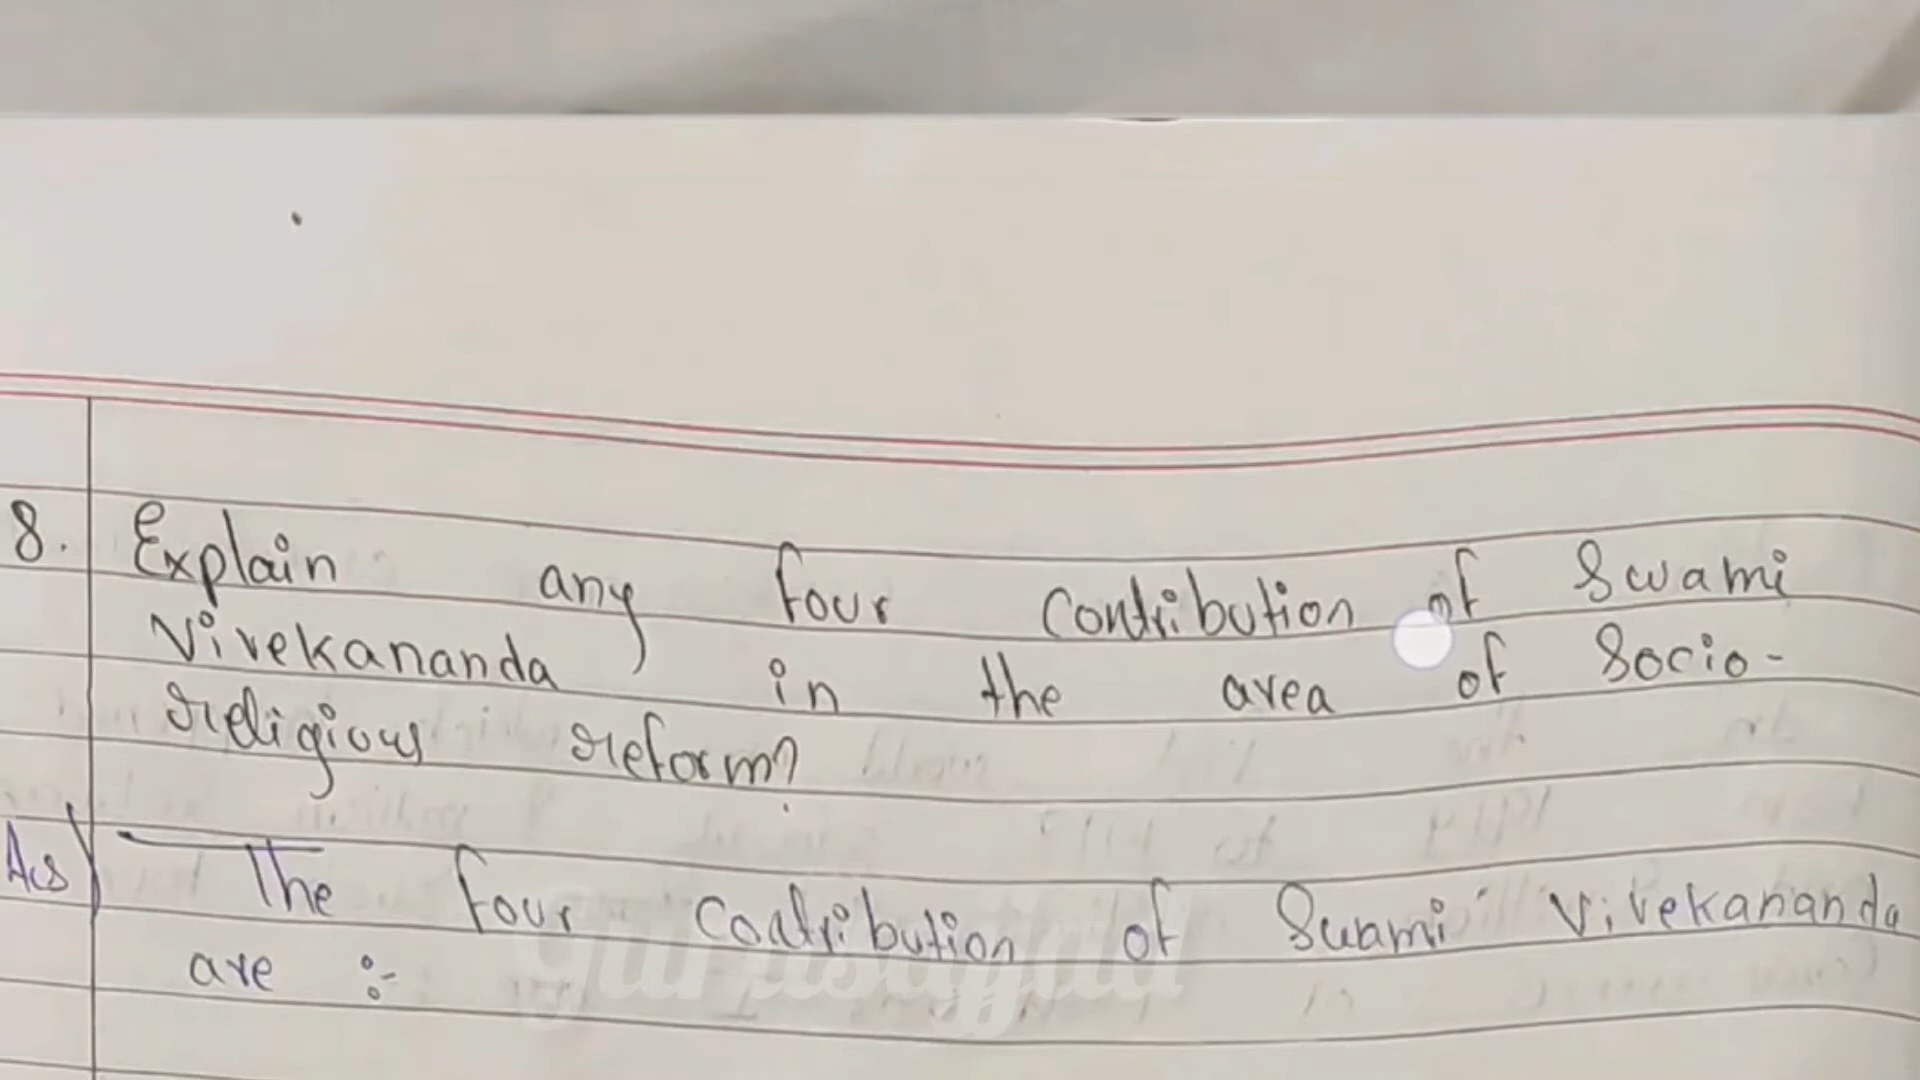 8. Explain any four contribution of Swami
Vivekananda in the area of Socio-
religious reform?
Ans) The four contribution of Swami Vivekananda
are :-